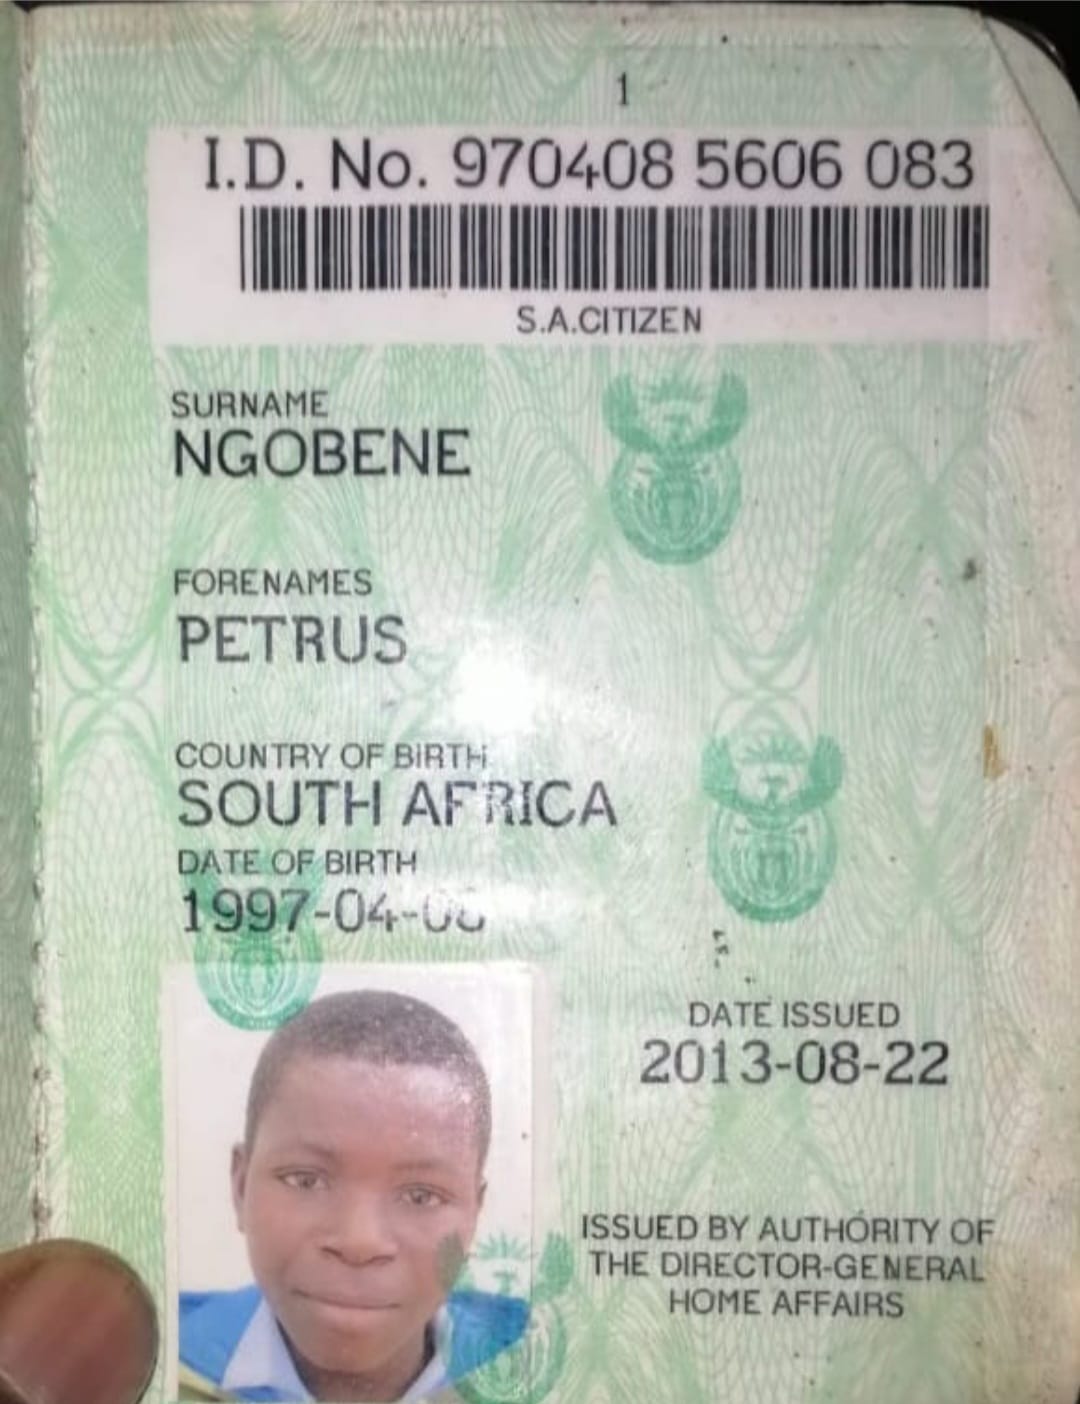 1
I.D. No. 970408 5606 083
S.A.CITIZEN
SURNAME
NGOBENE
FORENAMES
PETRUS
COUNTRY OF BIRTH
SOUTH AFRICA
DATE OF BIRTH
1997-04-08
DATE ISSUED
2013-08-22
ISSUED BY AUTHORITY OF
THE DIRECTOR-GENERAL
HOME AFFAIRS